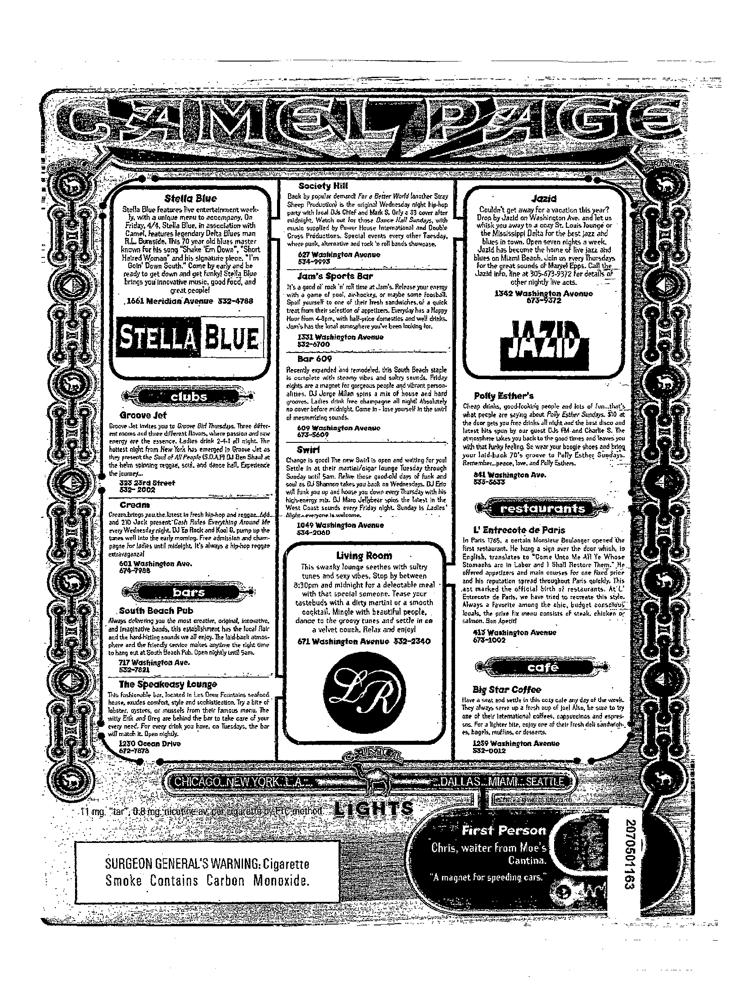 CAMEL PAGE
Stella Blue
Stella Blue features live entertainment week-
ly, with a unique menu to accompany. On
Friday, 4/4, Stella Blue, in association with
Camel, features legendary Delta Blues man
R.L. Burnside. This 70 year old blues master
known for his song "Shake 'Em Down", "Short
Haired Woman" and his signature piece, "I'm
Goin' Down South." Come by early and be
ready to get down and get funky! Stella Blue
brings you innovative music, good food, and
great people!
1661 Meridian Avenue 532-4788
STELLA BLUE
clubs
Groove Jet
Groove Jet invites you to Groove Girl Thursdays. Three differ-
ent rooms and three different flavors, where passion and raw
energy are the essence. Ladies drink 2-4-1 all night. The
hottest night from New York has emerged in Groove Jet as
they present the Soul of All People (S.O.A.P.) DJ Ben Shaul at
the helm spinning reggae, soul, and dance hall. Experience
the journey...
323 23rd Street
532-2002
Cream
Cream brings you the latest in fresh hip-hop and reggae.
and 210 Jack present Cash Rules Everything Around Me
every Wednesday night. DJ Ed Rock and Kool G. pump up the
tunes well into the early morning. Free admission and cham-
pagne for ladies until midnight. It's always a hip-hop reggae
extravaganza!
601 Washington Ave.
674-7988
bars
South Beach Pub
Always delivering you the most creative, original, innovative,
and imaginative bands, this establishment has the local flair
and the hard-hitting sounds we all enjoy. The laid-back atmos-
phere and the friendly service makes anytime the right time
to hang out at South Beach Pub. Open nightly until 5am.
717 Washington Ave.
532-7821
The Speakeasy Lounge
This fashionable bar, located in Les Deux Fountains seafood
house, exudes comfort, style and sophistication. Try a bite of
lobster, oysters, or mussels from their famous menu. The
witty Erik and Greg are behind the bar to take care of your
every need. For every drink you have, on Tuesdays, the bar
will match it. Open nightly.
1230 Ocean Drive
672-7878
Society Hill
Back by popular demand! For a Better World (another Stray
Sheep Production) is the original Wednesday night hip-hop
party with local DJs Chief and Mark S. Only a $3 cover after
midnight. Watch out for those Dance Hall Sundays, with
music supplied by Power House International and Double
Cruys Productions. Special events every other Tuesday,
where punk, alternative and rock 'n roll bands showcase.
627 Washington Avenue
534-9993
Jam's Sports Bar
It's a good ol' rock 'n' roll time at Jam's. Release your energy
with a game of pool, air-hockey, or maybe some foosball.
Spoil yourself to one of their fresh sandwiches, or a quick
treat from their selection of appetizers. Everyday has a Happy
Hour from 4-8pm, with half-price domestics and well drinks.
Jam's has the local atmosphere you've been looking for.
1331 Washington Avenue
532-6700
Bar 609
Recently expanded and remodeled, this South Beach staple
is complete with steamy vibes and sultry sounds. Friday
nights are a magnet for gorgeous people and vibrant person-
alities. DJ Jorge Milan spins a mix of house and hard
grooves. Ladies drink free champagne all night! Absolutely
no cover before midnight. Come in - lose yourself in the swirl
of mesmerizing sounds.
609 Washington Avenue
673-5609
Swirl
Change is good! The new Swirl is open and waiting for you!
Settle in at their martini/cigar lounge Tuesday through
Sunday until 5am. Relive those good-old days of funk and
soul as DJ Shannon takes you back on Wednesdays. DJ Eric
will funk you up and house you down every Thursday with his
high-energy mix. DJ Marc Jellybear spins the latest in the
West Coast sounds every Friday night. Sunday is Ladies'
Night - everyone is welcome.
1049 Washington Avenue
534-2060
Living Room
This swanky lounge seethes with sultry
tunes and sexy vibes. Stop by between
8:30pm and midnight for a delectable meal
with that special someone. Tease your
tastebuds with a dirty martini or a smooth
cocktail. Mingle with beautiful people,
dance to the groovy tunes and settle in on
a velvet couch. Relax and enjoy!
671 Washington Avenue 532-2340
LR
Jazid
Couldn't get away for a vacation this year?
Drop by Jazid on Washington Ave. and let us
whisk you away to a cozy St. Louis lounge or
the Mississippi Delta for the best jazz and
blues in town. Open seven nights a week,
Jazid has become the home of live jazz and
blues on Miami Beach. Join us every Thursdays
for the great sounds of Maryel Epps. Call the
Jazid info. line at 305-673-9372 for details of
other nightly live acts.
1342 Washington Avenue
673-9372
JAZID
Polly Esther's
Cheap drinks, good-looking people and lots of fun...that's
what people are saying about Polly Esther Sundays. $10 at
the door gets you free drinks all night and the best disco and
latest hits spun by our guest DJs FM and Charlie S. The
atmosphere takes you back to the good times and leaves you
with that funky feeling. So wear your boogie shoes and bring
your laid-back 70's groove to Polly Esther Sundays.
Remember...peace, love, and Polly Esthers.
841 Washington Ave.
535-5633
restaurants
L' Entrecote de Paris
In Paris 1765, a certain Monsieur Boulanger opened the
first restaurant. He hung a sign over the door which, in
English, translates to "Come Unto Me All Ye Whose
Stomachs are in Labor and I Shall Restore Them." He
offered appetizers and main courses for one fixed price
and his reputation spread throughout Paris quickly. This
act marked the official birth of restaurants. At L'
Entrecote de Paris, we have tried to recreate this style.
Always a favorite among the chic, budget conscious
locals, the prix fix menu consists of steak, chicken or
salmon. Bon Apetit!
413 Washington Avenue
673-1002
café
Big Star Coffee
Have a seat and settle in this cozy cafe any day of the week.
They always serve up a fresh cup of Joe! Also, be sure to try
one of their International coffees, cappuccinos and espres-
sos. For a lighter bite, enjoy one of their fresh deli sandwich-
es, bagels, muffins, or desserts.
1259 Washington Avenue
532-0012
CAMEL
CHICAGO NEW YORK L.A. DALLAS MIAMI SEATTLE
LIGHTS
11 mg. "tar", 0.8 mg. nicotine av. per cigarette by FTC method.
SURGEON GENERAL'S WARNING: Cigarette
Smoke Contains Carbon Monoxide.
First Person
Chris, waiter from Moe's
Cantina.
"A magnet for speeding cars."
2070501163